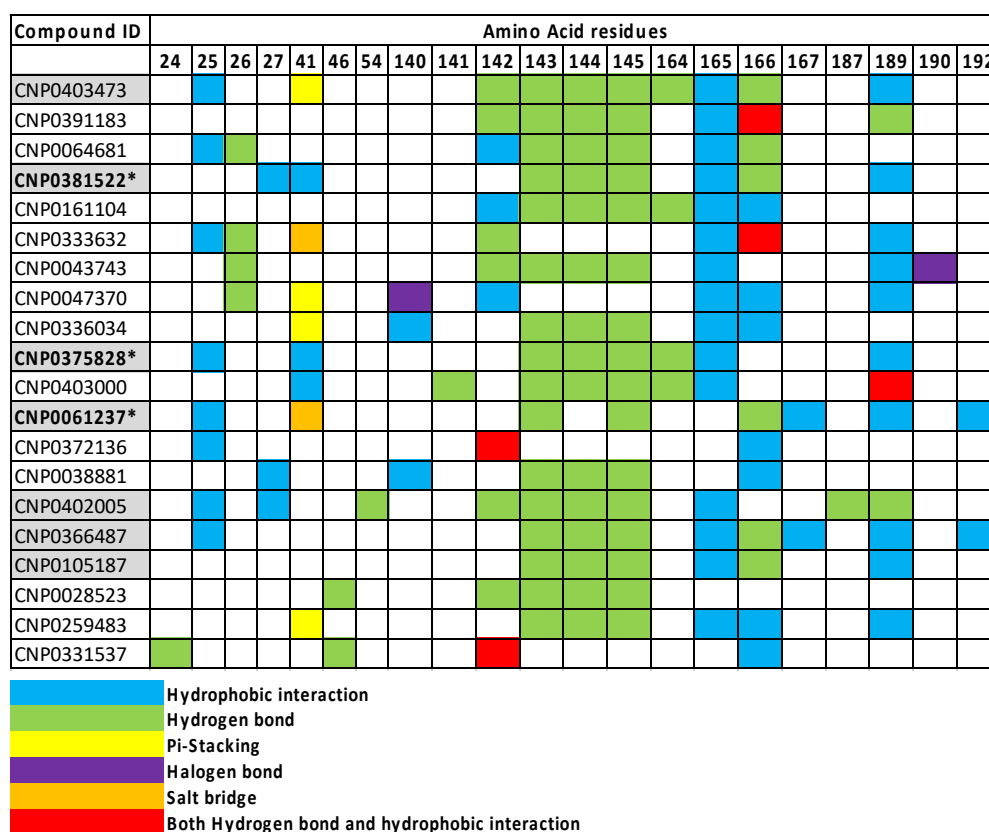 Compound ID Amino Acid residues
24 25 26 27 41 46 54 140 141 142 143 144 145 164 165 166 167 187 189 190 192
CNP0403473
CNP0391183
CNP0064681
CNP0381522*
CNP0161104
CNP0333632
CNP0043743
CNP0047370
CNP0336034
CNP0375828*
CNP0403000
CNP0061237*
CNP0372136
CNP0038881
CNP0402005
CNP0366487
CNP0105187
CNP0028523
CNP0259483
CNP0331537
Hydrophobic interaction
Hydrogen bond
Pi-Stacking
Halogen bond
Salt bridge
Both Hydrogen bond and hydrophobic interaction